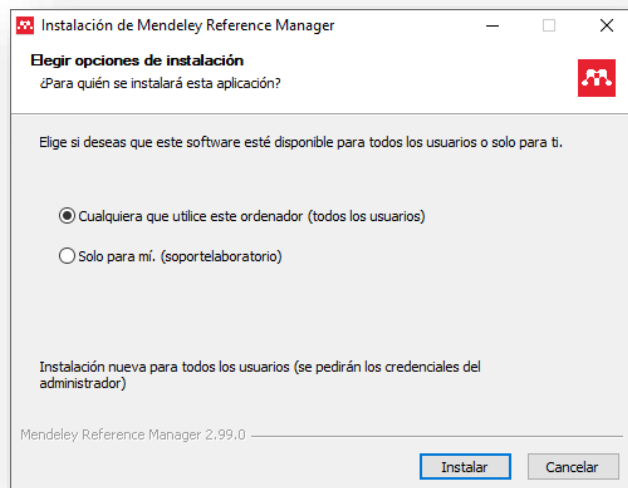 Instalación de Mendeley Reference Manager
Elegir opciones de instalación
¿Para quién se instalará esta aplicación?
Elige si deseas que este software esté disponible para todos los usuarios o solo para ti.
Cualquiera que utilice este ordenador (todos los usuarios)
Solo para mí. (soportelaboratorio)
Instalación nueva para todos los usuarios (se pedirán los credenciales del
administrador)
Mendeley Reference Manager 2.99.0
Instalar
Cancelar